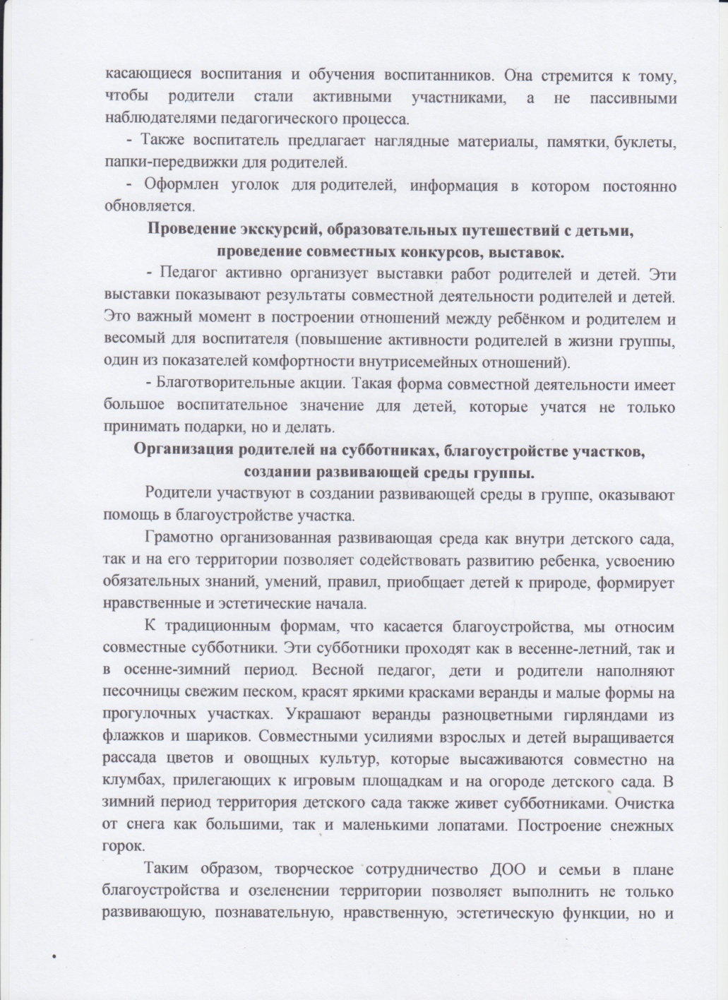 касающиеся воспитания и обучения воспитанников. Она стремится к тому,
чтобы родители стали активными участниками, а не пассивными
наблюдателями педагогического процесса.
- Также воспитатель предлагает наглядные материалы, памятки, буклеты,
папки-передвижки для родителей.
- Оформлен уголок для родителей, информация в котором постоянно
обновляется.
Проведение экскурсий, образовательных путешествий с детьми,
проведение совместных конкурсов, выставок.
- Педагог активно организует выставки работ родителей и детей. Эти
выставки показывают результаты совместной деятельности родителей и детей.
Это важный момент в построении отношений между ребёнком и родителем и
весомый для воспитателя (повышение активности родителей в жизни группы,
один из показателей комфортности внутрисемейных отношений).
- Благотворительные акции. Такая форма совместной деятельности имеет
большое воспитательное значение для детей, которые учатся не только
принимать подарки, но и делать.
Организация родителей на субботниках, благоустройстве участков,
создании развивающей среды группы.
Родители участвуют в создании развивающей среды в группе, оказывают
помощь в благоустройстве участка.
Грамотно организованная развивающая среда как внутри детского сада,
так и на его территории позволяет содействовать развитию ребенка, усвоению
обязательных знаний, умений, правил, приобщает детей к природе, формирует
нравственные и эстетические начала.
К традиционным формам, что касается благоустройства, мы относим
совместные субботники. Эти субботники проходят как в весенне-летний, так и
в осенне-зимний период. Весной педагог, дети и родители наполняют
песочницы свежим песком, красят яркими красками веранды и малые формы на
прогулочных участках. Украшают веранды разноцветными гирляндами из
флажков и шариков. Совместными усилиями взрослых и детей выращивается
рассада цветов и овощных культур, которые высаживаются совместно на
клумбах, прилегающих к игровым площадкам и на огороде детского сада. В
зимний период территория детского сада также живет субботниками. Очистка
от снега как большими, так и маленькими лопатами. Построение снежных
горок.
Таким образом, творческое сотрудничество ДОО и семьи в плане
благоустройства и озеленении территории позволяет выполнить не только
развивающую, познавательную, нравственную, эстетическую функции, но и